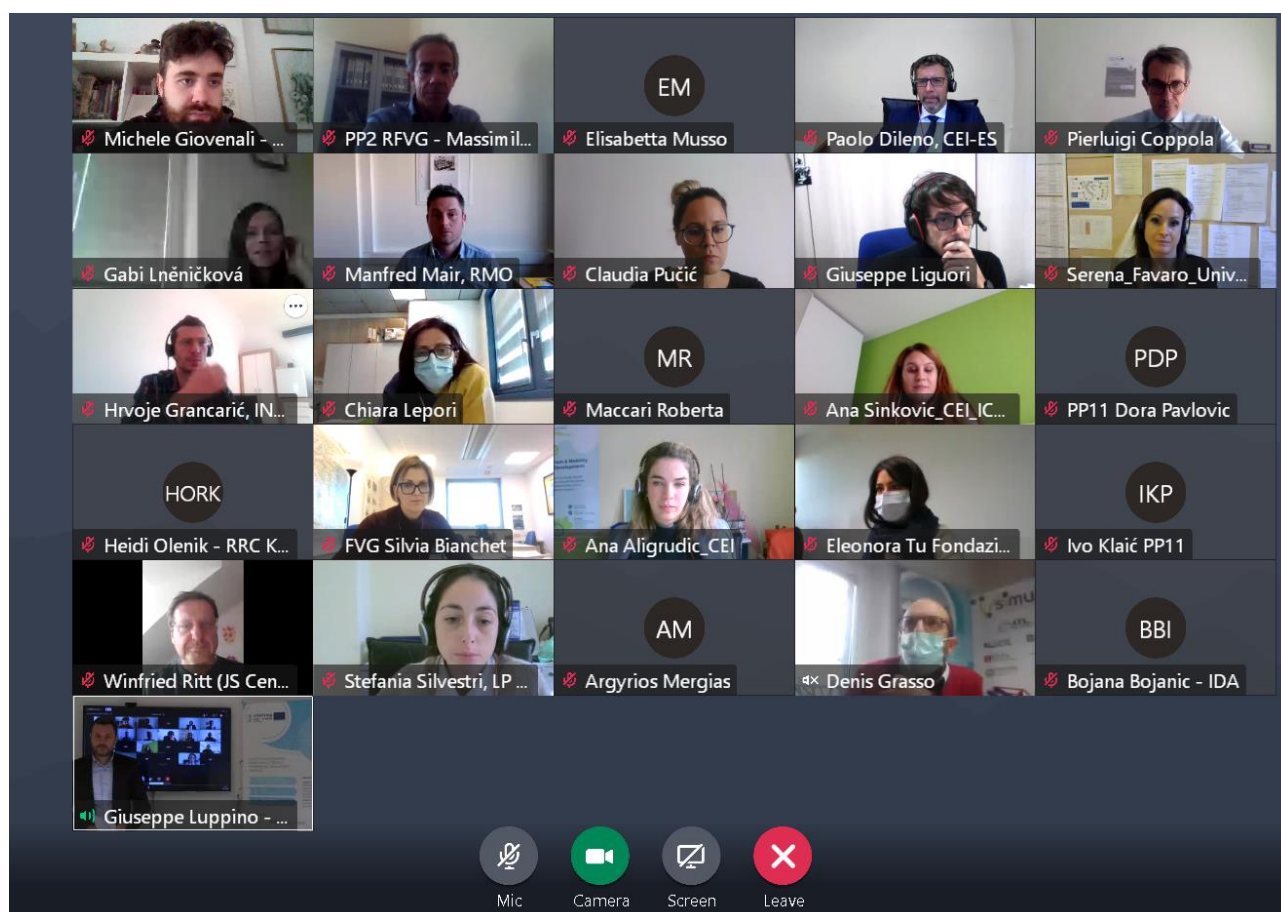 Michele Giovenali - ...
PP2 RFVG - Massimil...
EM
Elisabetta Musso
Paolo Dileno, CEI-ES
Pierluigi Coppola
Gabi Lněničková
Manfred Mair, RMO
Claudia Pučić
Giuseppe Liguori
Serena_Favaro_Univ...
Hrvoje Grancarić, IN...
Chiara Lepori
MR
Maccari Roberta
Ana Sinkovic_CEI_IC...
PDP
PP11 Dora Pavlovic
HORK
Heidi Olenik - RRC K...
FVG Silvia Bianchet
Ana Aligrudic_CEI
Eleonora Tu Fondazi...
IKP
Ivo Klaić PP11
Winfried Ritt (JS Cen...
Stefania Silvestri, LP ...
AM
Argyrios Mergias
Denis Grasso
BBI
Bojana Bojanic - IDA
Giuseppe Luppino - ...
Mic
Camera
Screen
Leave